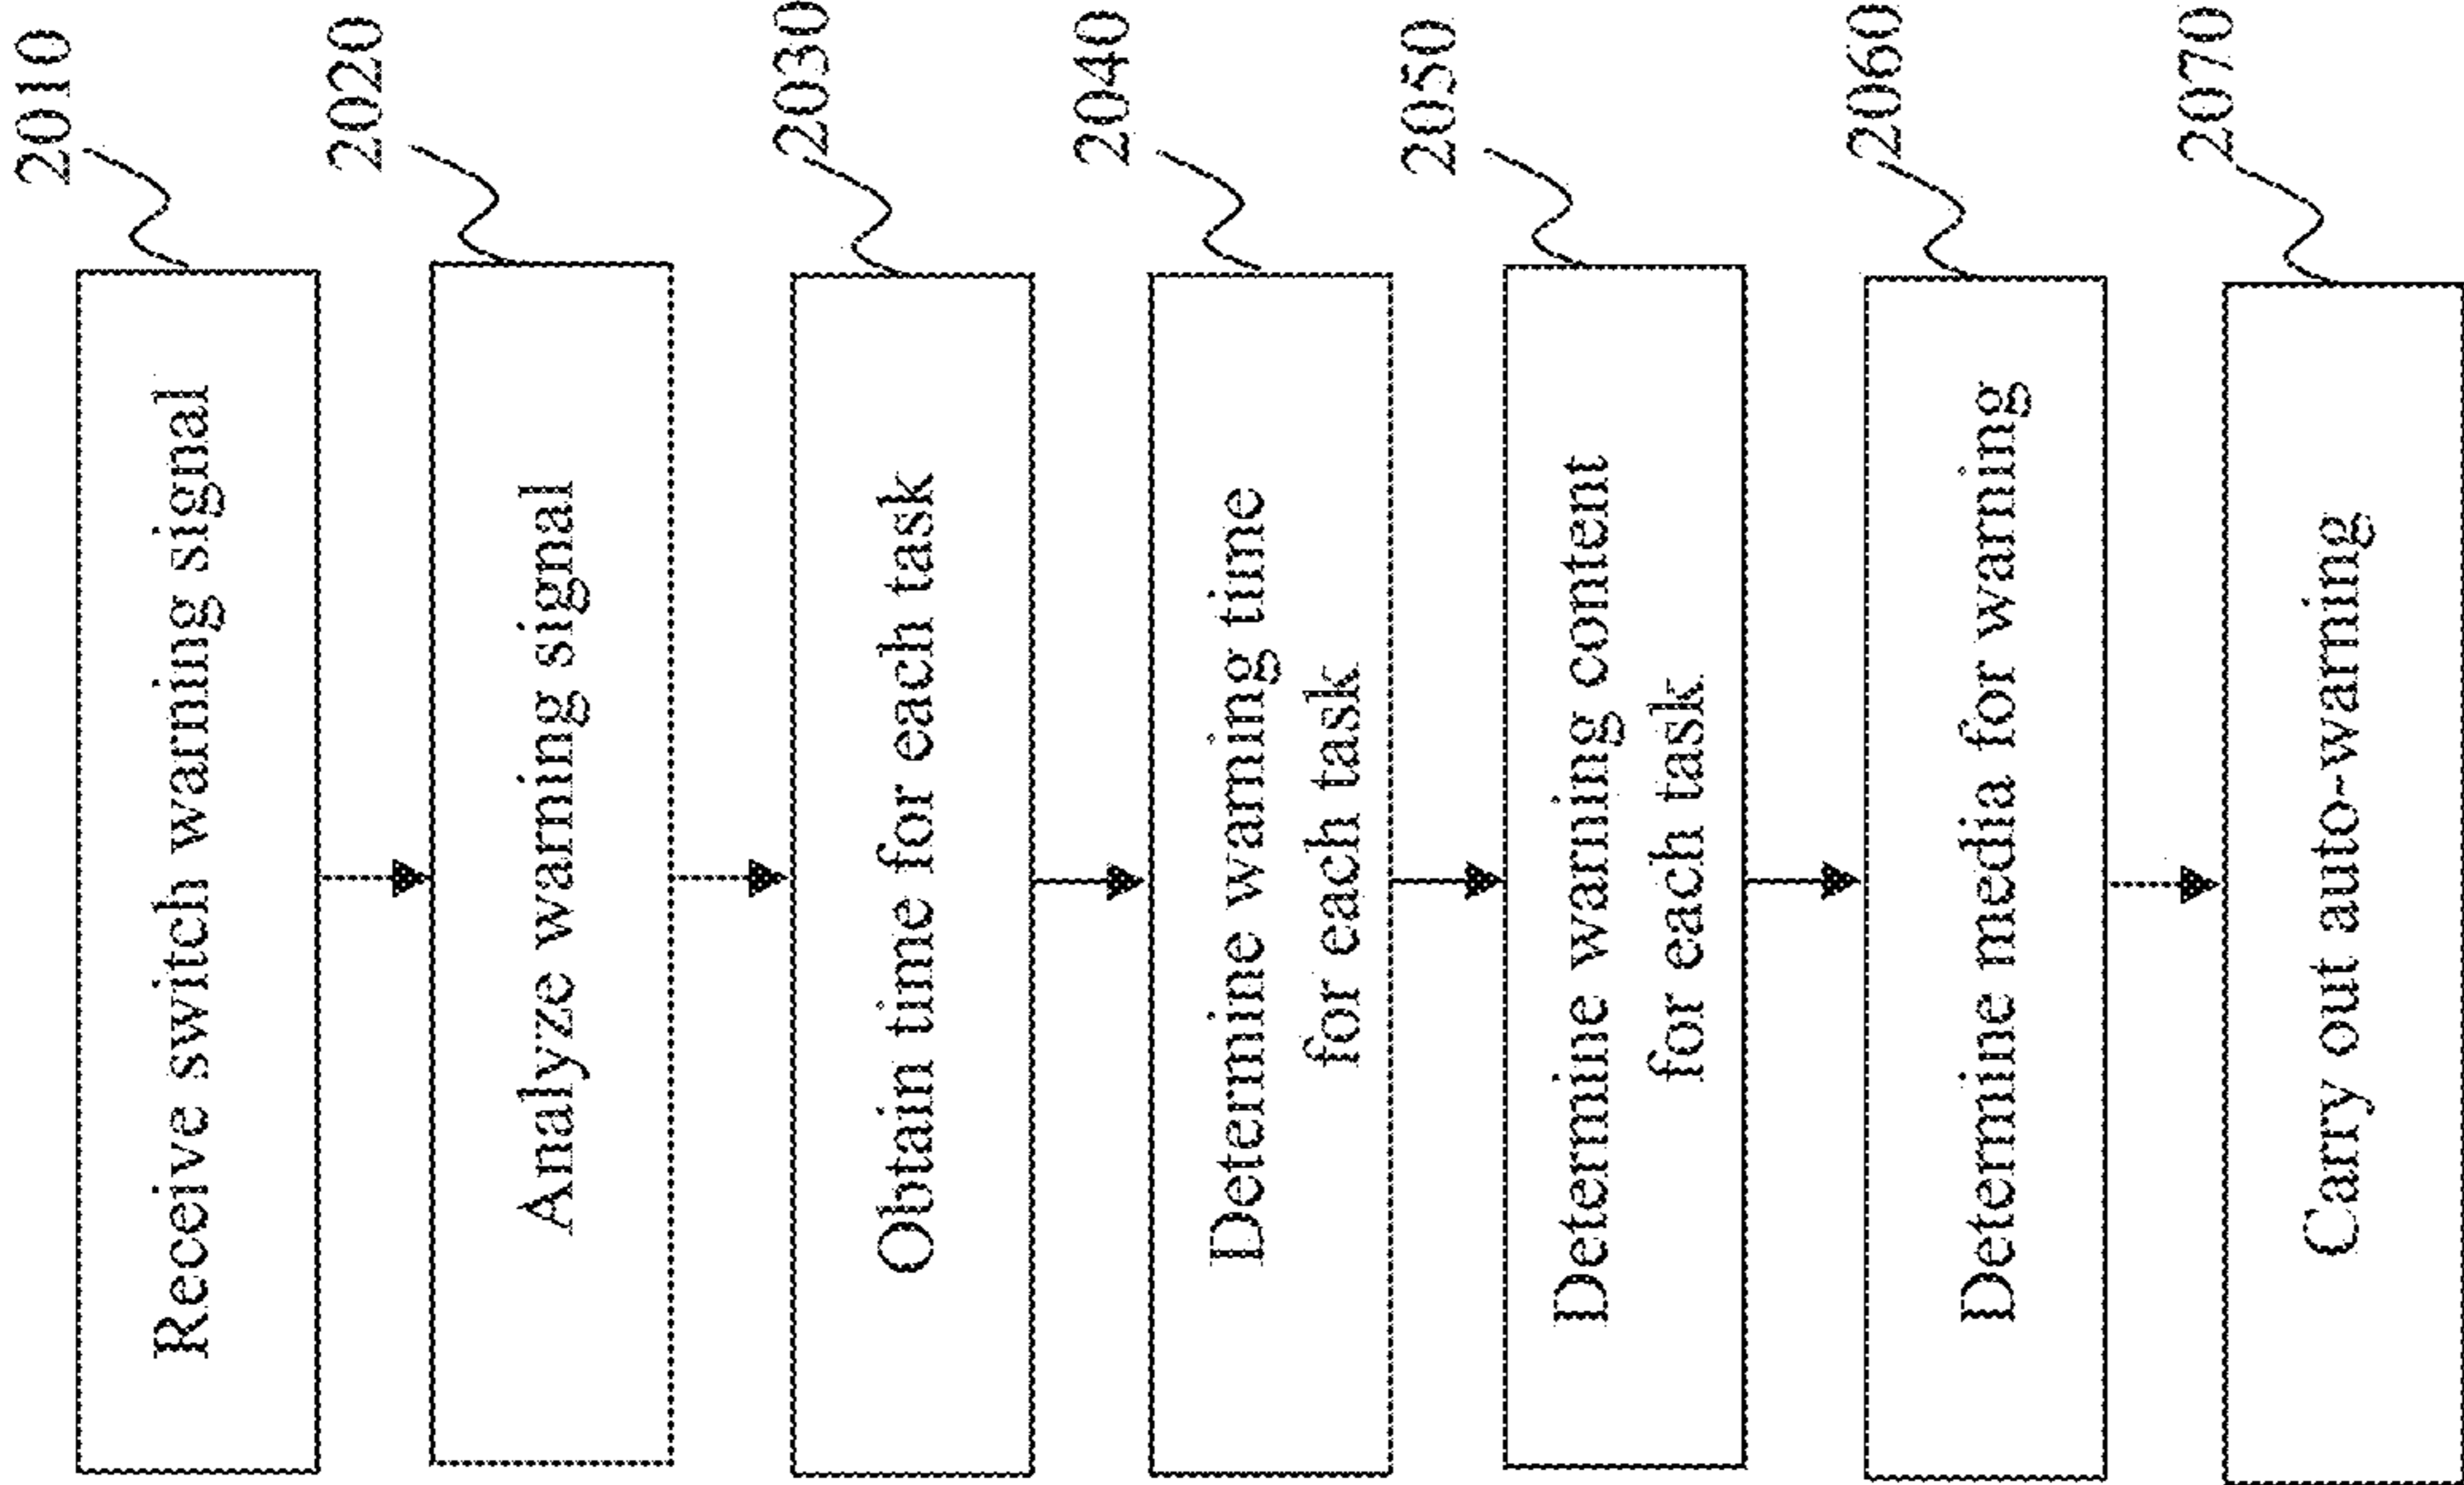 Receive switch warning signal
2010
Analyze warning signal
2020
Obtain time for each task
2030
Determine warning time
for each task
2040
Determine warning content
for each task
2050
Determine media for warning
2060
Carry out auto-warning
2070